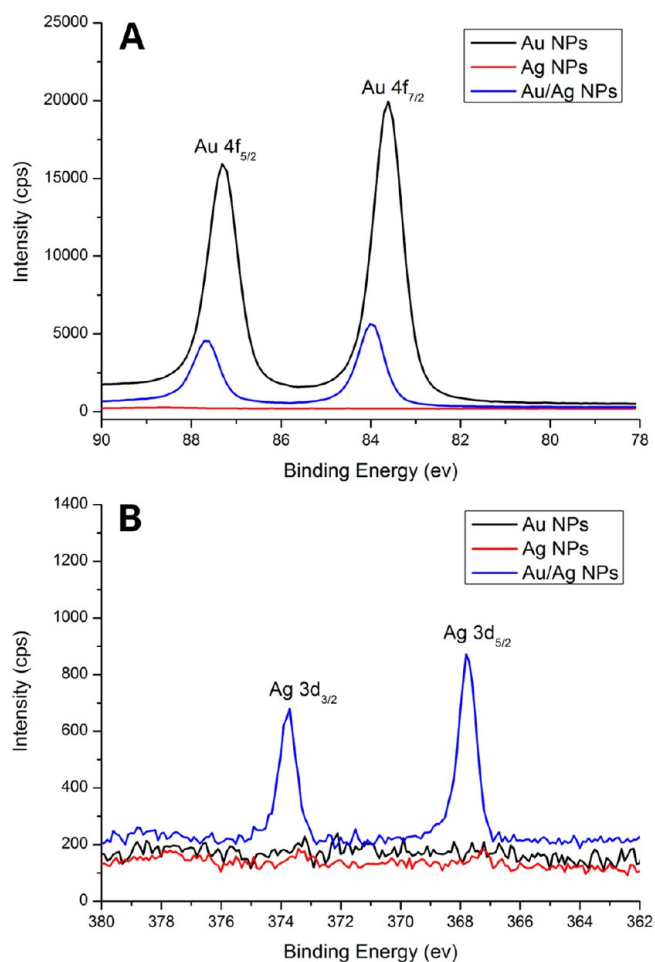 A
Au NPs
Ag NPs
Au/Ag NPs
Au 4f7/2
Au 4f5/2
25000
20000
15000
10000
5000
0
Intensity (cps)
90 88 86 84 82 80 78
Binding Energy (ev)
B
Au NPs
Ag NPs
Au/Ag NPs
Ag 3d5/2
Ag 3d3/2
1400
1200
1000
800
600
400
200
0
Intensity (cps)
380 378 376 374 372 370 368 366 364 362
Binding Energy (ev)